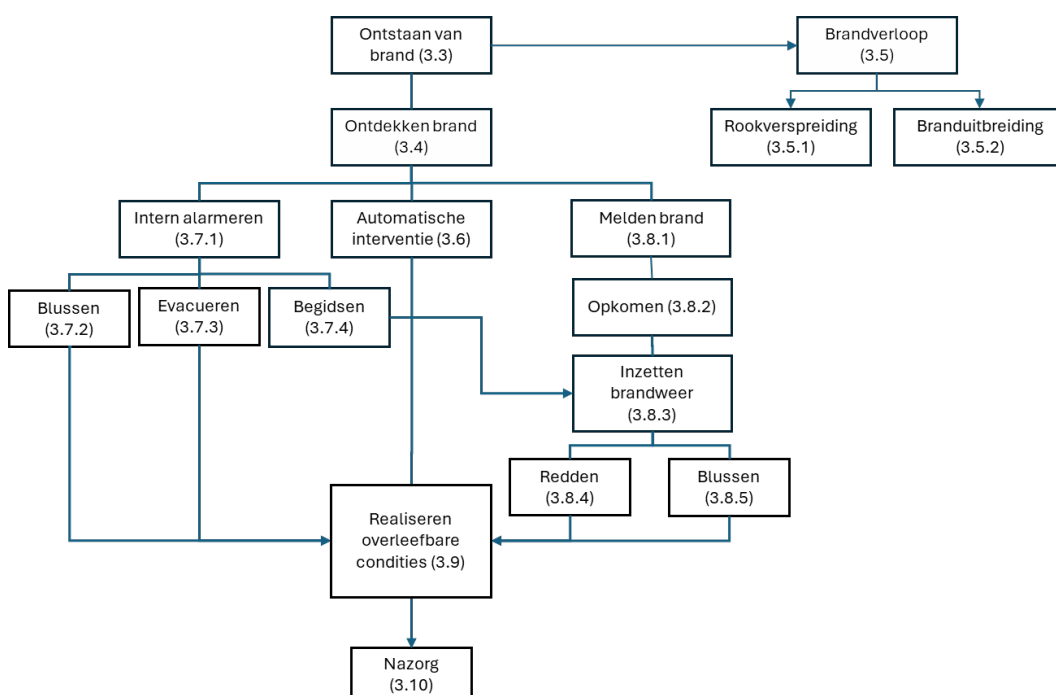 Ontstaan van
brand (3.3)
Brandverloop
(3.5)
Ontdekken brand
(3.4)
Rookverspreiding
(3.5.1)
Branduitbreiding
(3.5.2)
Intern alarmeren
(3.7.1)
Automatische
interventie (3.6)
Melden brand
(3.8.1)
Blussen
(3.7.2)
Evacueren
(3.7.3)
Begidsen
(3.7.4)
Opkomen (3.8.2)
Inzetten
brandweer
(3.8.3)
Redden
(3.8.4)
Blussen
(3.8.5)
Realiseren
overleefbare
condities (3.9)
Nazorg
(3.10)